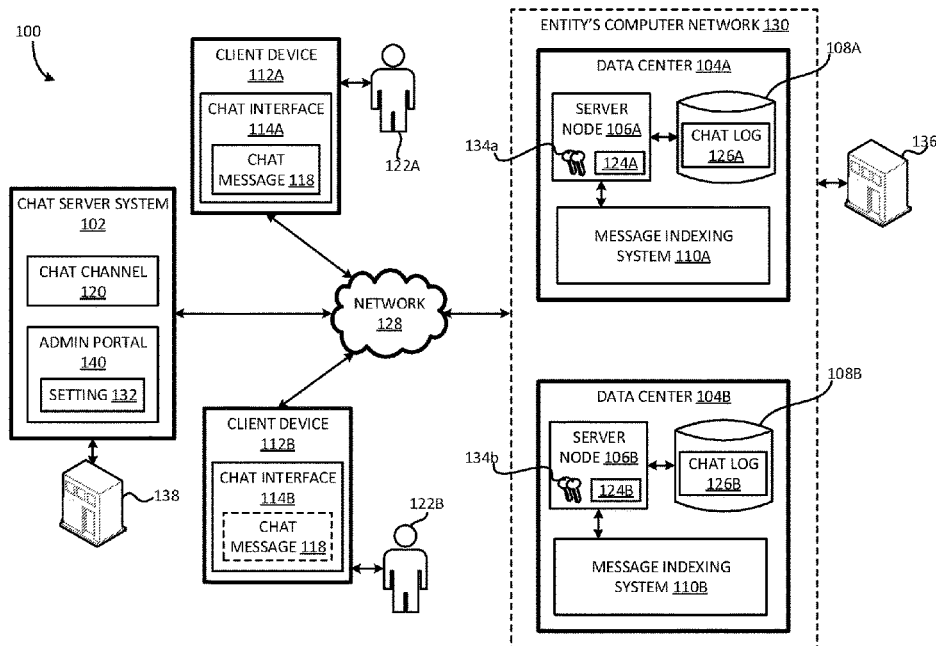 100
CHAT SERVER SYSTEM
102
CHAT CHANNEL
120
ADMIN PORTAL
140
SETTING 132
138
CLIENT DEVICE
112A
CHAT INTERFACE
114A
CHAT
MESSAGE 118
122A
NETWORK
128
CLIENT DEVICE
112B
CHAT INTERFACE
114B
CHAT
MESSAGE 118
122B
ENTITY'S COMPUTER NETWORK 130
DATA CENTER 104A
108A
SERVER
NODE 106A
134a
124A
CHAT LOG
126A
MESSAGE INDEXING
SYSTEM 110A
136
DATA CENTER 104B
108B
SERVER
NODE 106B
134b
124B
CHAT LOG
126B
MESSAGE INDEXING
SYSTEM 110B